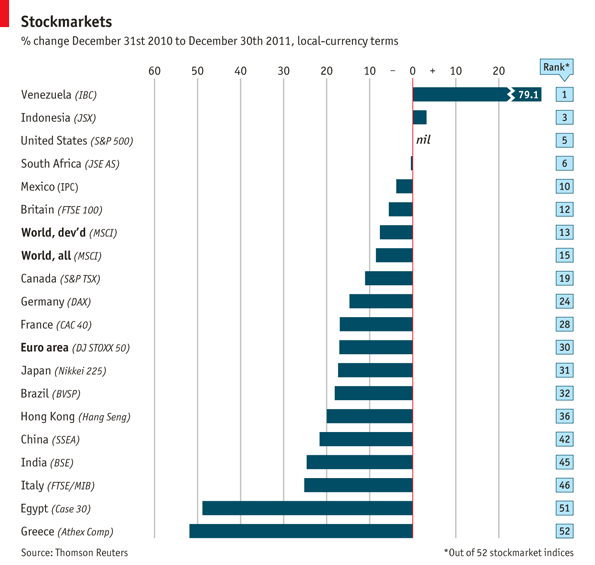 Stockmarkets
% change December 31st 2010 to December 30th 2011, local-currency terms
60 50 40 30 20 10 – 0 + 10 20 Rank*
Venezuela (IBC) 79.1 1
Indonesia (JSX) 3
United States (S&P 500) nil 5
South Africa (JSE AS) 6
Mexico (IPC) 10
Britain (FTSE 100) 12
World, dev'd (MSCI) 13
World, all (MSCI) 15
Canada (S&P TSX) 19
Germany (DAX) 24
France (CAC 40) 28
Euro area (DJ STOXX 50) 30
Japan (Nikkei 225) 31
Brazil (BVSP) 32
Hong Kong (Hang Seng) 36
China (SSEA) 42
India (BSE) 45
Italy (FTSE/MIB) 46
Egypt (Case 30) 51
Greece (Athex Comp) 52
Source: Thomson Reuters *Out of 52 stockmarket indices